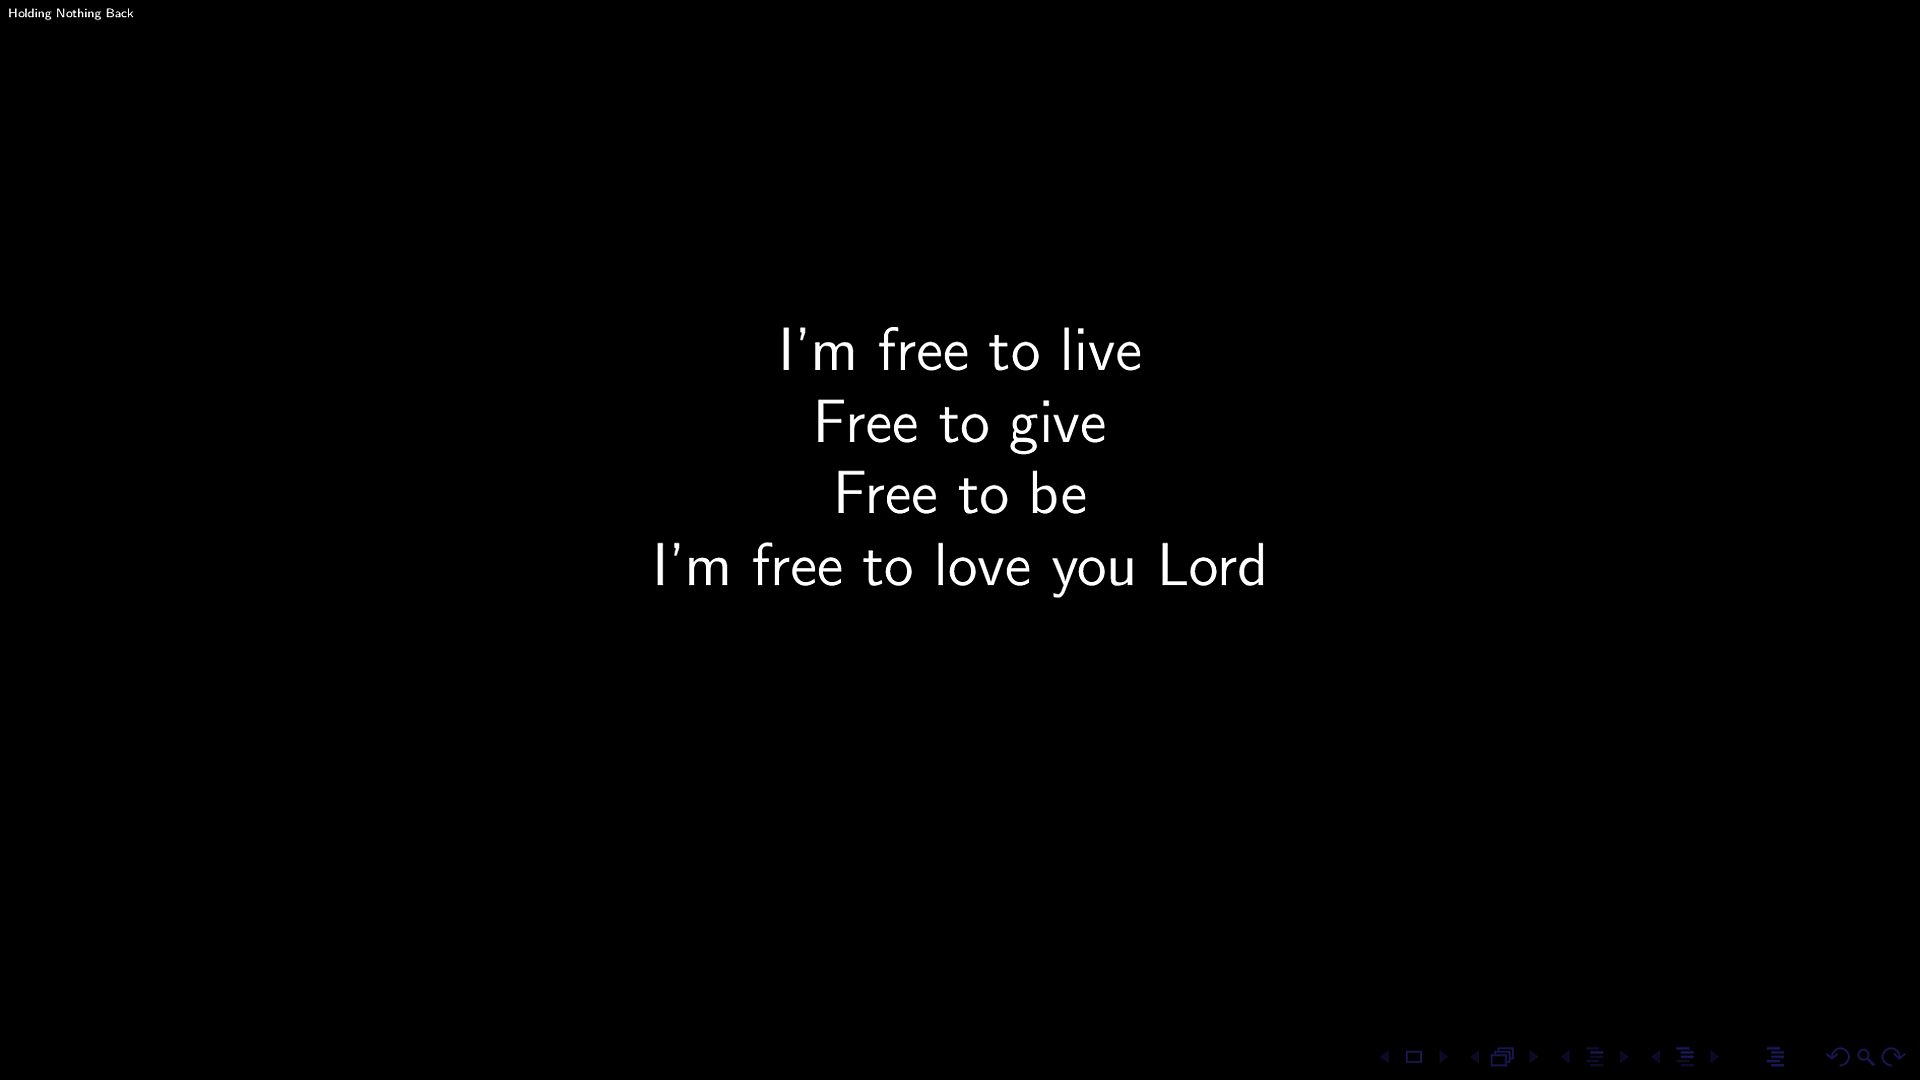 Holding Nothing Back
I'm free to live
Free to give
Free to be
I'm free to love you Lord